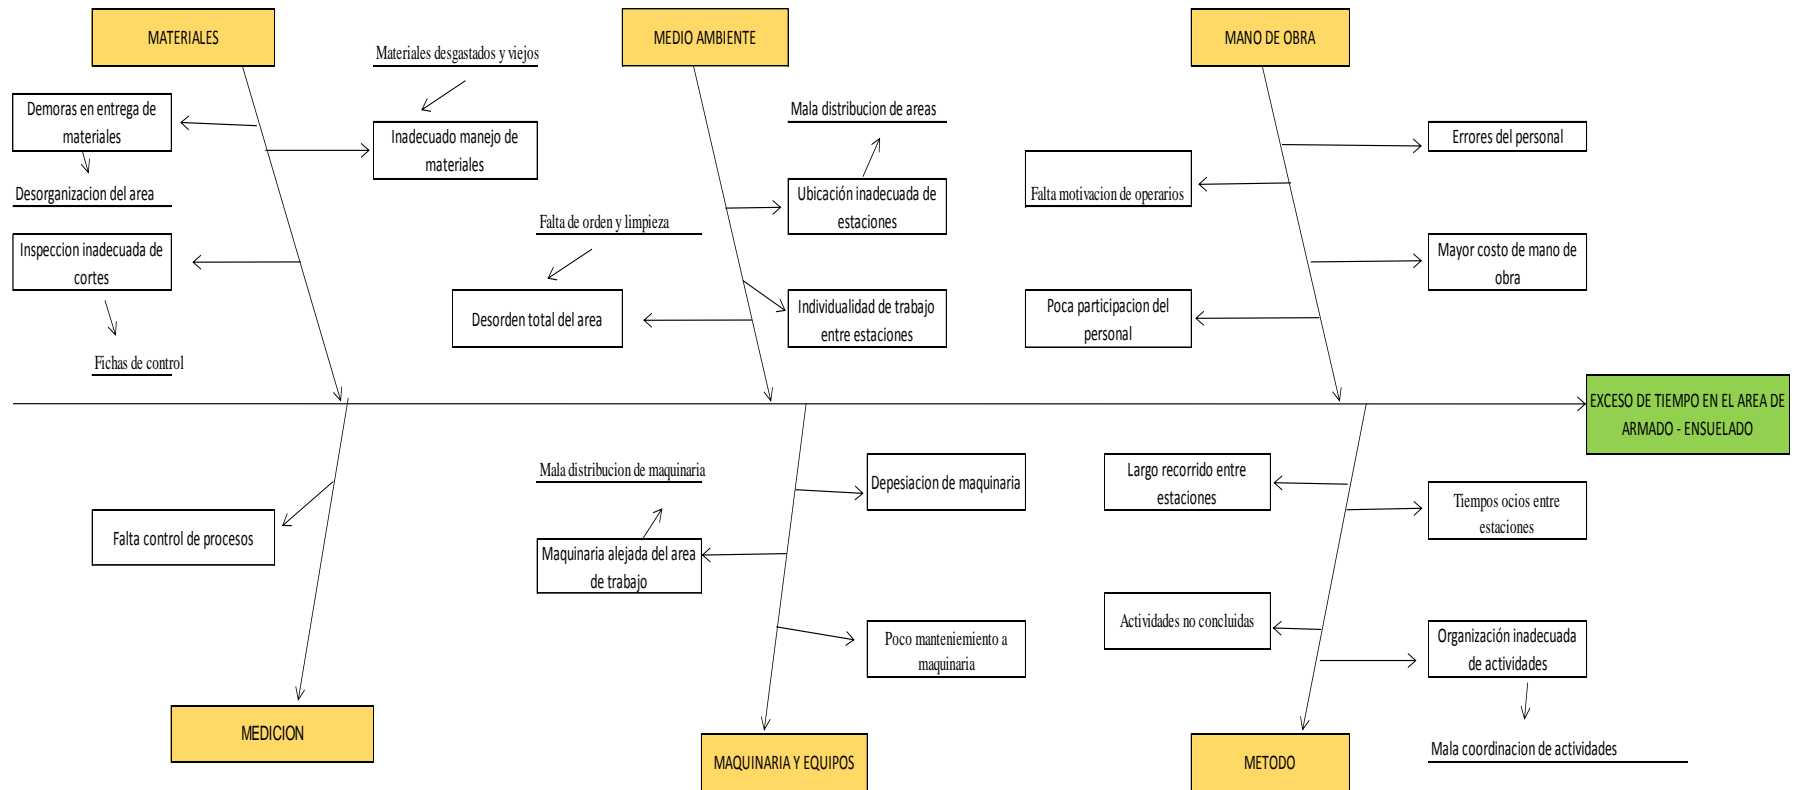 MATERIALES
MEDIO AMBIENTE
MANO DE OBRA
Materiales desgastados y viejos
Demoras en entrega de
materiales
Inadecuado manejo de
materiales
Desorganizacion del area
Inspeccion inadecuada de
cortes
Fichas de control
Mala distribucion de areas
Ubicación inadecuada de
estaciones
Falta de orden y limpieza
Desorden total del area
Individualidad de trabajo
entre estaciones
Errores del personal
Falta motivacion de operarios
Mayor costo de mano de
obra
Poca participacion del
personal
EXCESO DE TIEMPO EN EL AREA DE
ARMADO - ENSUELADO
Falta control de procesos
Mala distribucion de maquinaria
Depesiacion de maquinaria
Maquinaria alejada del area
de trabajo
Poco manteniemiento a
maquinaria
Largo recorrido entre
estaciones
Tiempos ocios entre
estaciones
Actividades no concluidas
Organización inadecuada
de actividades
Mala coordinacion de actividades
MEDICION
MAQUINARIA Y EQUIPOS
METODO